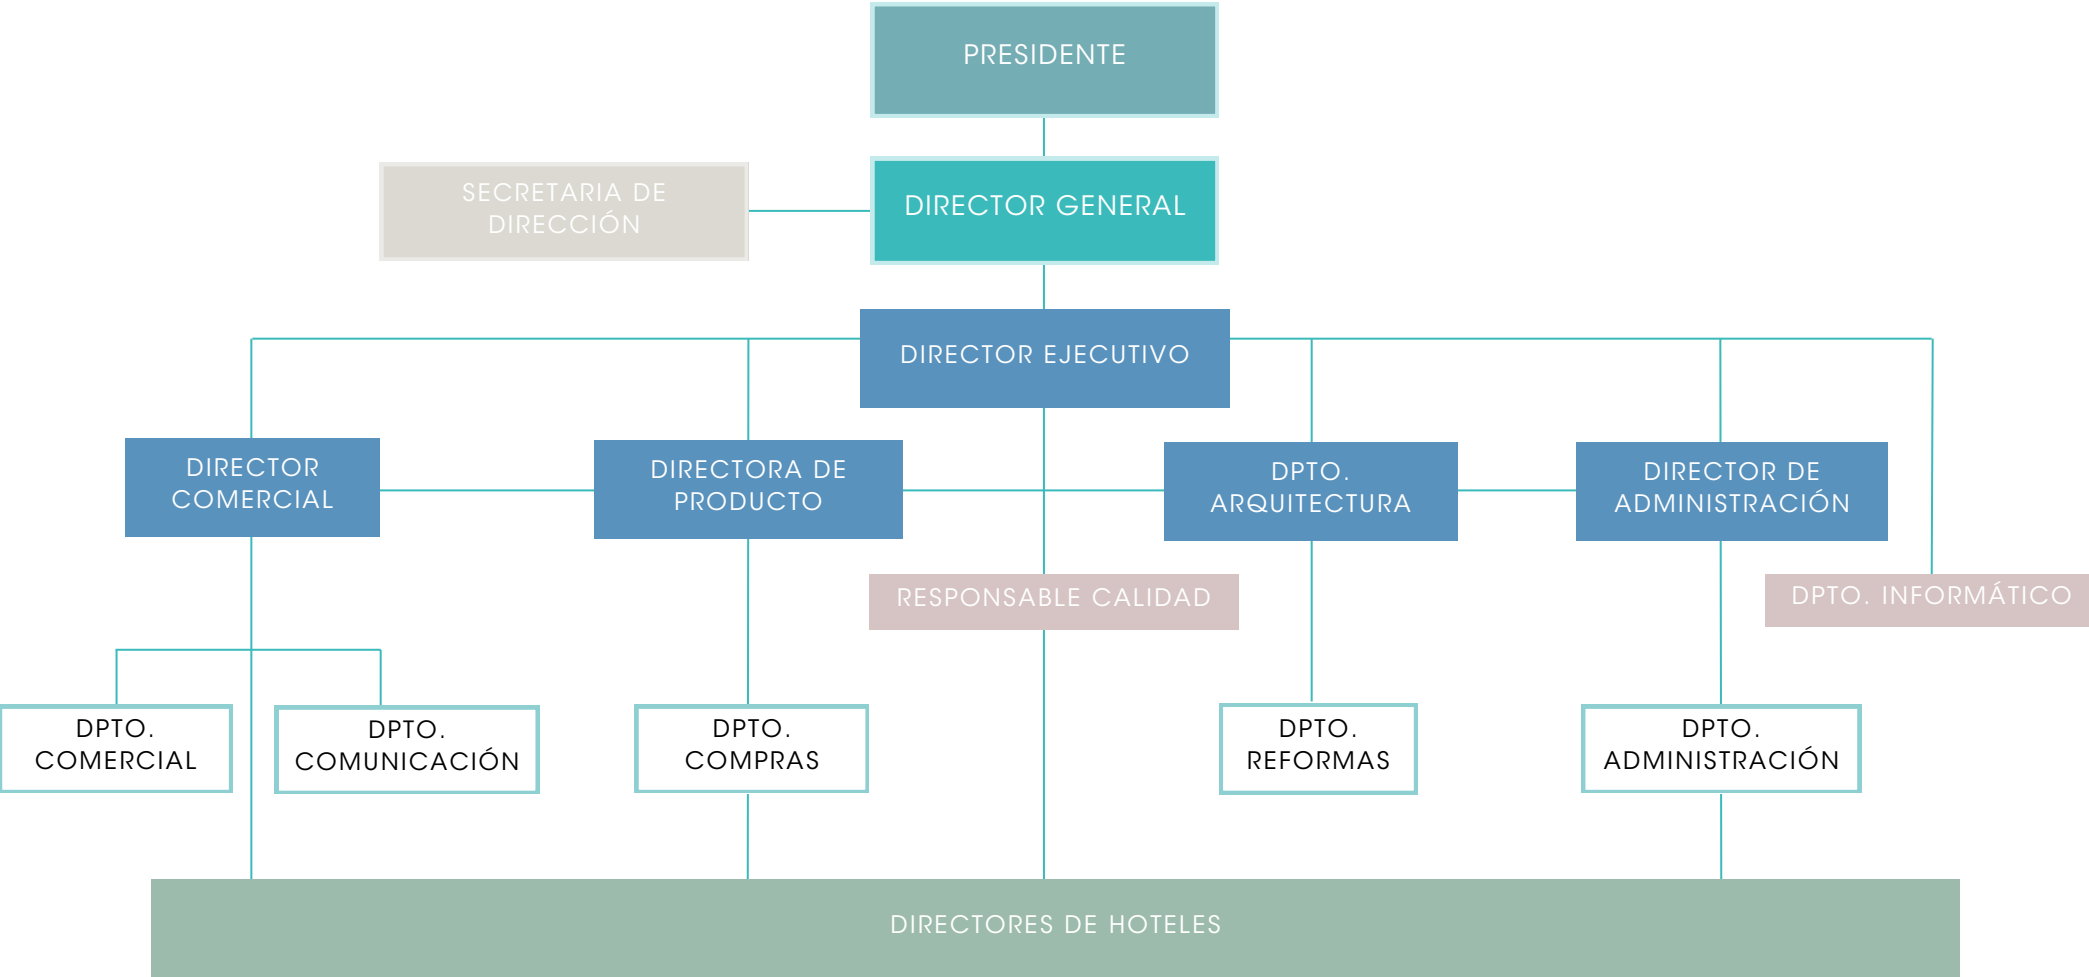 PRESIDENTE
SECRETARIA DE
DIRECCIÓN
DIRECTOR GENERAL
DIRECTOR EJECUTIVO
DIRECTOR
COMERCIAL
DIRECTORA DE
PRODUCTO
DPTO.
ARQUITECTURA
DIRECTOR DE
ADMINISTRACIÓN
RESPONSABLE CALIDAD
DPTO. INFORMÁTICO
DPTO.
COMERCIAL
DPTO.
COMUNICACIÓN
DPTO.
COMPRAS
DPTO.
REFORMAS
DPTO.
ADMINISTRACIÓN
DIRECTORES DE HOTELES